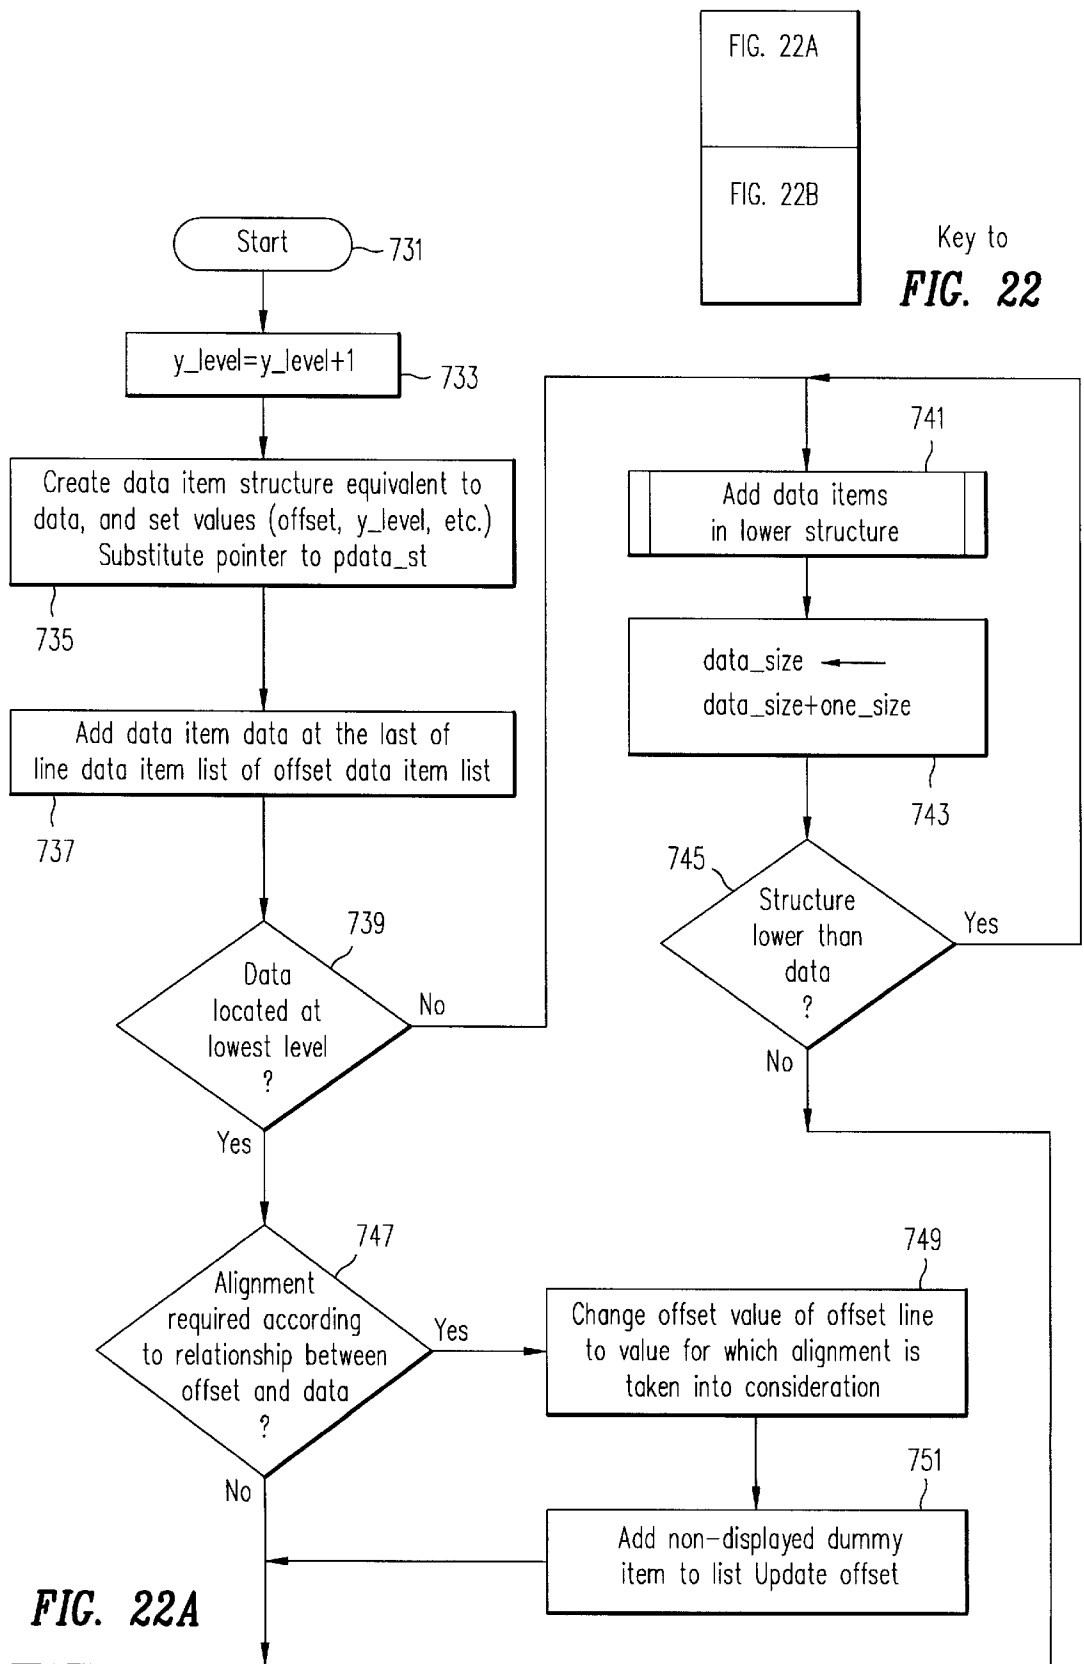 FIG. 22A
FIG. 22B
Key to
FIG. 22
Start
731
y_level=y_level+1
733
Create data item structure equivalent to
data, and set values (offset, y_level, etc.)
Substitute pointer to pdata_st
735
Add data item data at the last of
line data item list of offset data item list
737
739
Data
located at
lowest level
?
No
Yes
741
Add data items
in lower structure
data_size ←
data_size+one_size
743
745
Structure
lower than
data
?
Yes
No
747
Alignment
required according
to relationship between
offset and data
?
Yes
No
749
Change offset value of offset line
to value for which alignment is
taken into consideration
751
Add non-displayed dummy
item to list Update offset
FIG. 22A